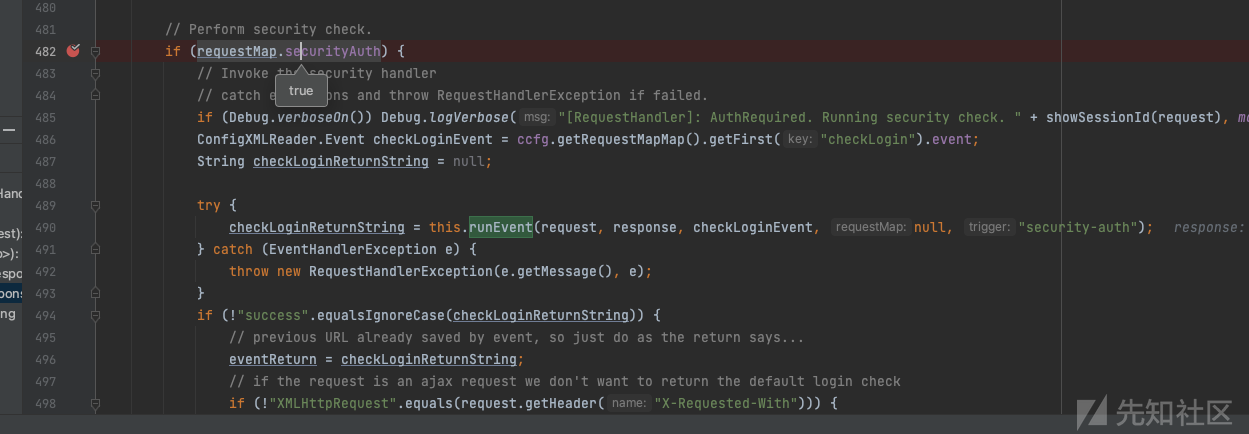 480
481 // Perform security check.
482 if (requestMap.securityAuth) {
483 // Invoke the security handler
true
484 // catch e ons and throw RequestHandlerException if failed.
485 if (Debug.verboseOn()) Debug.logVerbose( msg: "[RequestHandler]: AuthRequired. Running security check. " + showSessionId(request), mo
486 ConfigXMLReader.Event checkLoginEvent = ccfg.getRequestMapMap().getFirst( key: "checkLogin").event;
487 String checkLoginReturnString = null;
488
Hand
489 try {
est):
490 checkLoginReturnString = this.runEvent(request, response, checkLoginEvent, requestMap: null, trigger: "security-auth"); response:
>):
491 } catch (EventHandlerException e) {
espo
492 throw new RequestHandlerException(e.getMessage(), e);
pons
493 }
ng
494 if (!"success".equalsIgnoreCase(checkLoginReturnString)) {
495 // previous URL already saved by event, so just do as the return says...
496 eventReturn = checkLoginReturnString;
497 // if the request is an ajax request we don't want to return the default login check
498 if (!"XMLHttpRequest".equals(request.getHeader( name: "X-Requested-With"))) {
先知社区